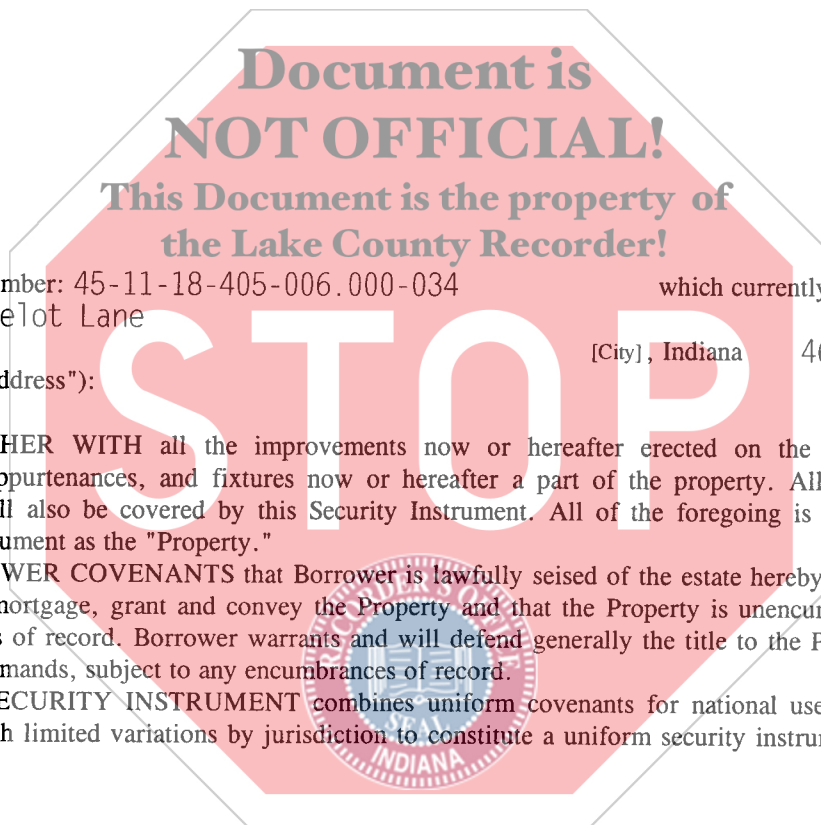 Document is
NOT OFFICIAL!
This Document is the property of
the Lake County Recorder!
mber: 45-11-18-405-006.000-034 which currently
elot Lane
[City], Indiana 46
ddress"):
STOP
HER WITH all the improvements now or hereafter erected on the
ppurtenances, and fixtures now or hereafter a part of the property. All
ll also be covered by this Security Instrument. All of the foregoing is
ument as the "Property."
WER COVENANTS that Borrower is lawfully seised of the estate hereby
mortgage, grant and convey the Property and that the Property is unencum
s of record. Borrower warrants and will defend generally the title to the P
mands, subject to any encumbrances of record.
ECURITY INSTRUMENT combines uniform covenants for national use
h limited variations by jurisdiction to constitute a uniform security instrum
RECORDER'S OFFICE
SEAL
INDIANA